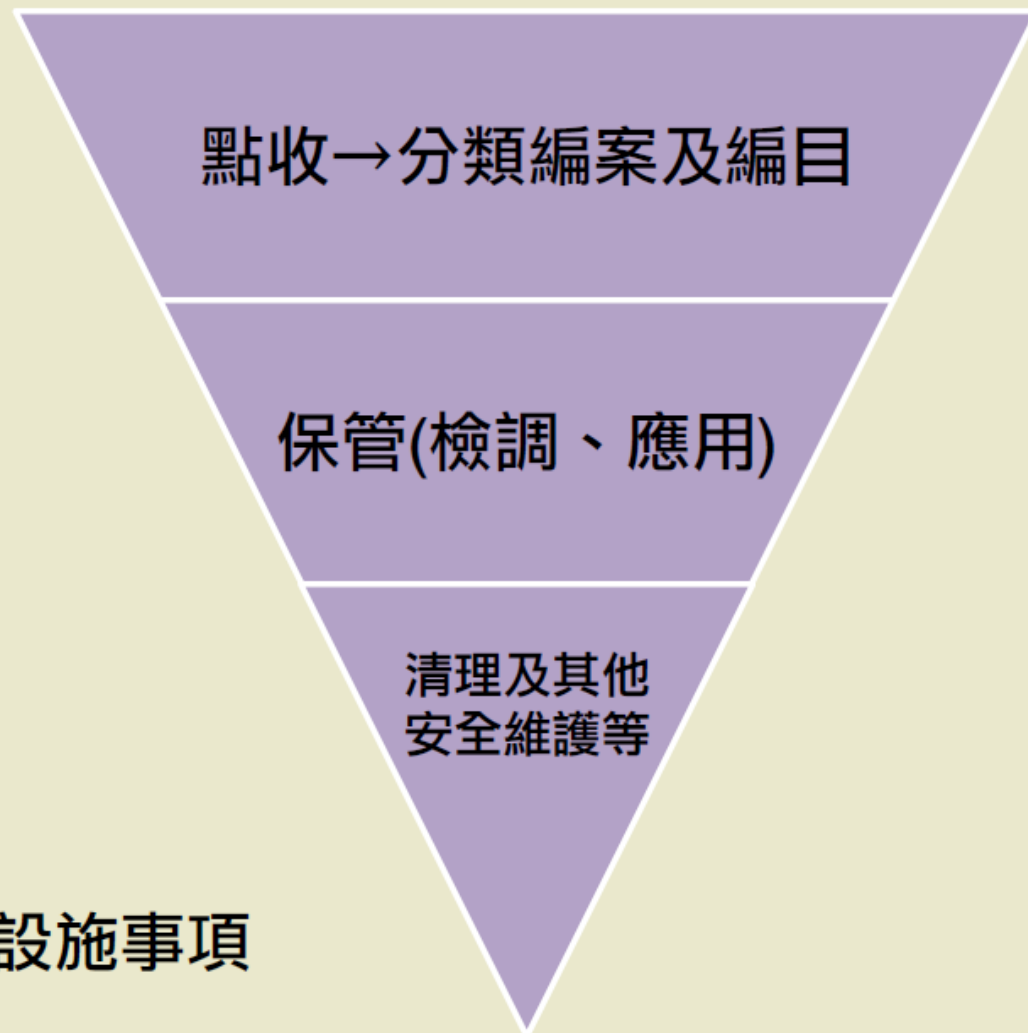 點收→分類編案及編目
保管(檢調、應用)
清理及其他
安全維護等
設施事項